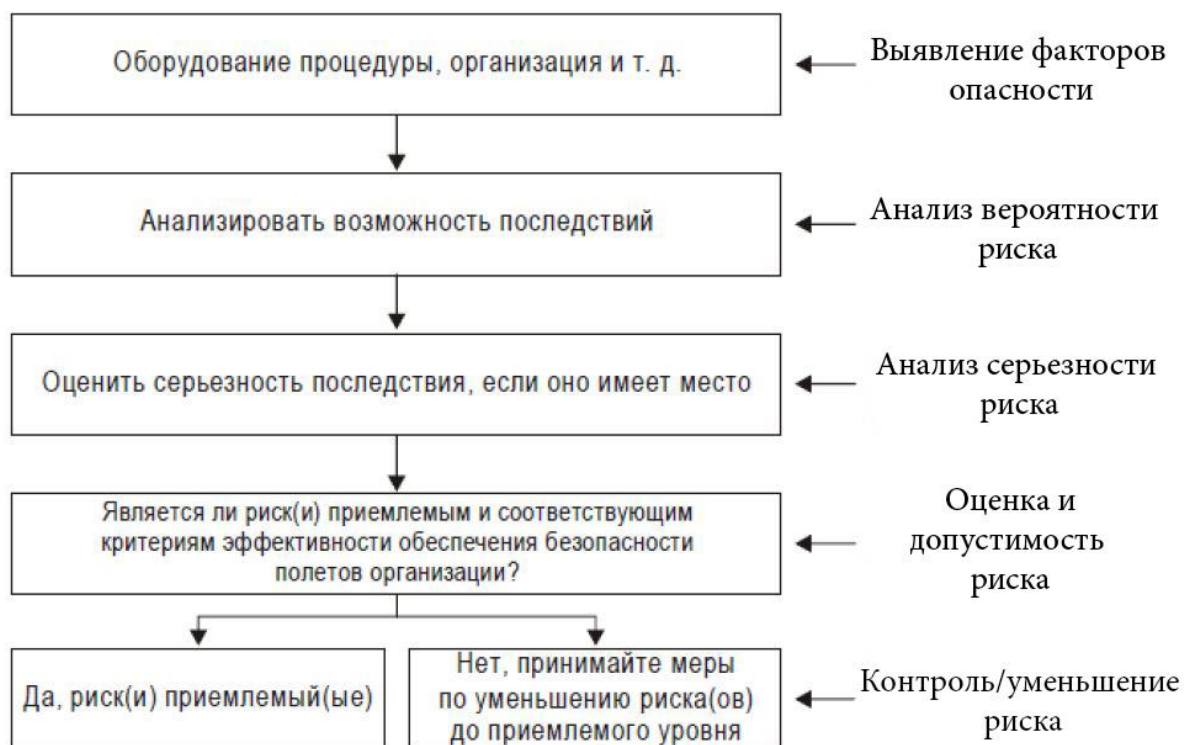 Оборудование процедуры, организация и т. д.
Выявление факторов
опасности
Анализировать возможность последствий
Анализ вероятности
риска
Оценить серьезность последствия, если оно имеет место
Анализ серьезности
риска
Является ли риск(и) приемлемым и соответствующим
критериям эффективности обеспечения безопасности
полетов организации?
Оценка и
допустимость
риска
Да, риск(и) приемлемый(ые)
Нет, принимайте меры
по уменьшению риска(ов)
до приемлемого уровня
Контроль/уменьшение
риска